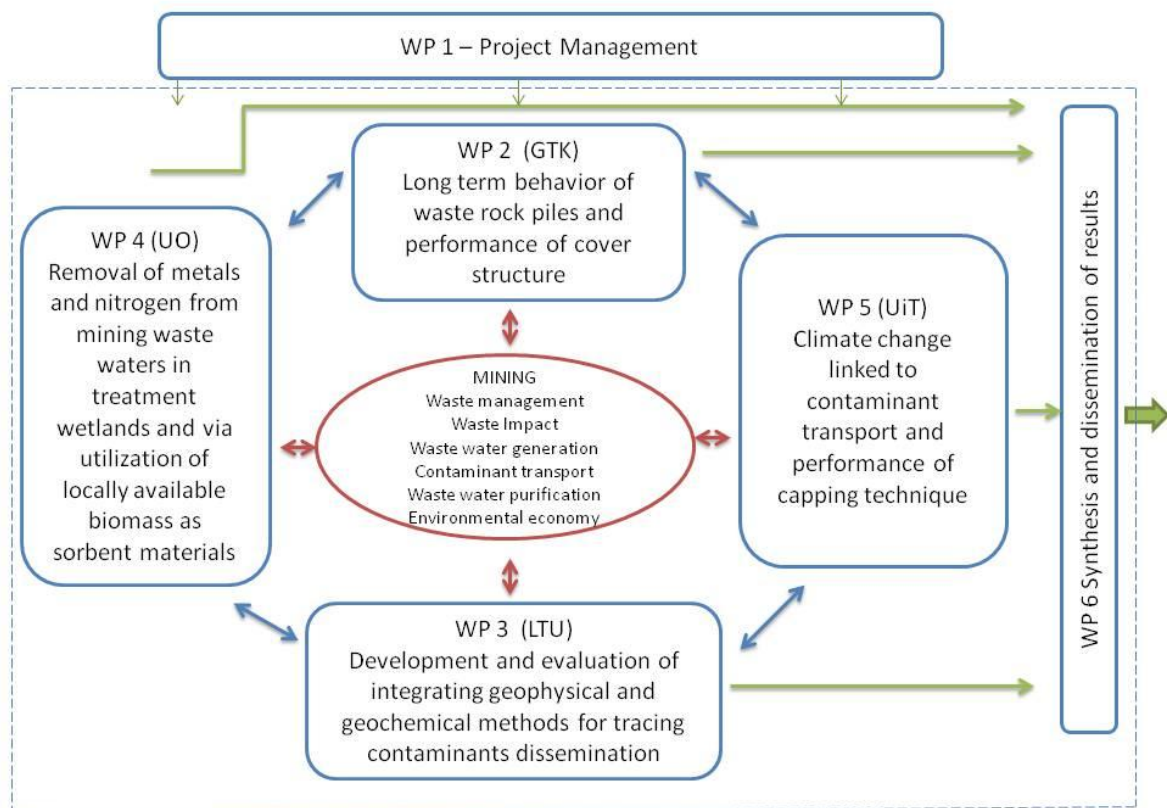 WP 1 – Project Management
WP 2 (GTK)
Long term behavior of
waste rock piles and
performance of cover
structure
WP 4 (UO)
Removal of metals
and nitrogen from
mining waste
waters in
treatment
wetlands and via
utilization of
locally available
biomass as
sorbent materials
MINING
Waste management
Waste Impact
Waste water generation
Contaminant transport
Waste water purification
Environmental economy
WP 5 (UiT)
Climate change
linked to
contaminant
transport and
performance of
capping technique
WP 3 (LTU)
Development and evaluation of
integrating geophysical and
geochemical methods for tracing
contaminants dissemination
WP 6 Synthesis and dissemination of results